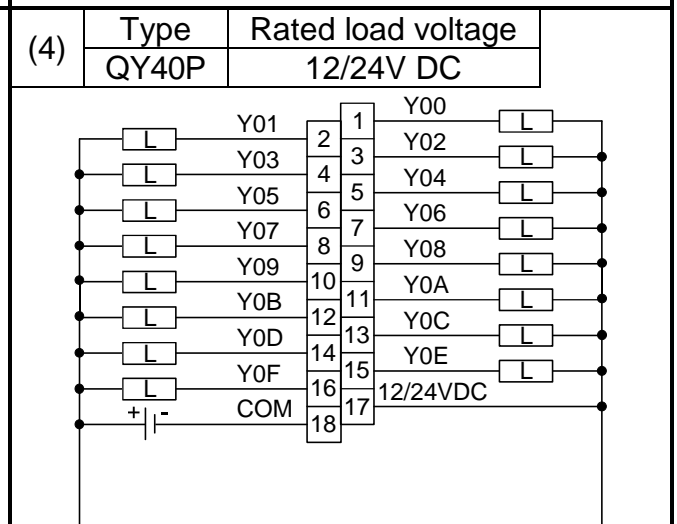 (4) Type Rated load voltage
QY40P 12/24V DC
Y00
1 L
Y01
L 2
Y02
3 L
Y03
L 4
Y04
5 L
Y05
L 6
Y06
7 L
Y07
L 8
Y08
9 L
Y09
L 10
Y0A
11 L
Y0B
L 12
Y0C
13 L
Y0D
L 14
Y0E
15 L
Y0F
L 16
12/24VDC
17
+ - COM
18